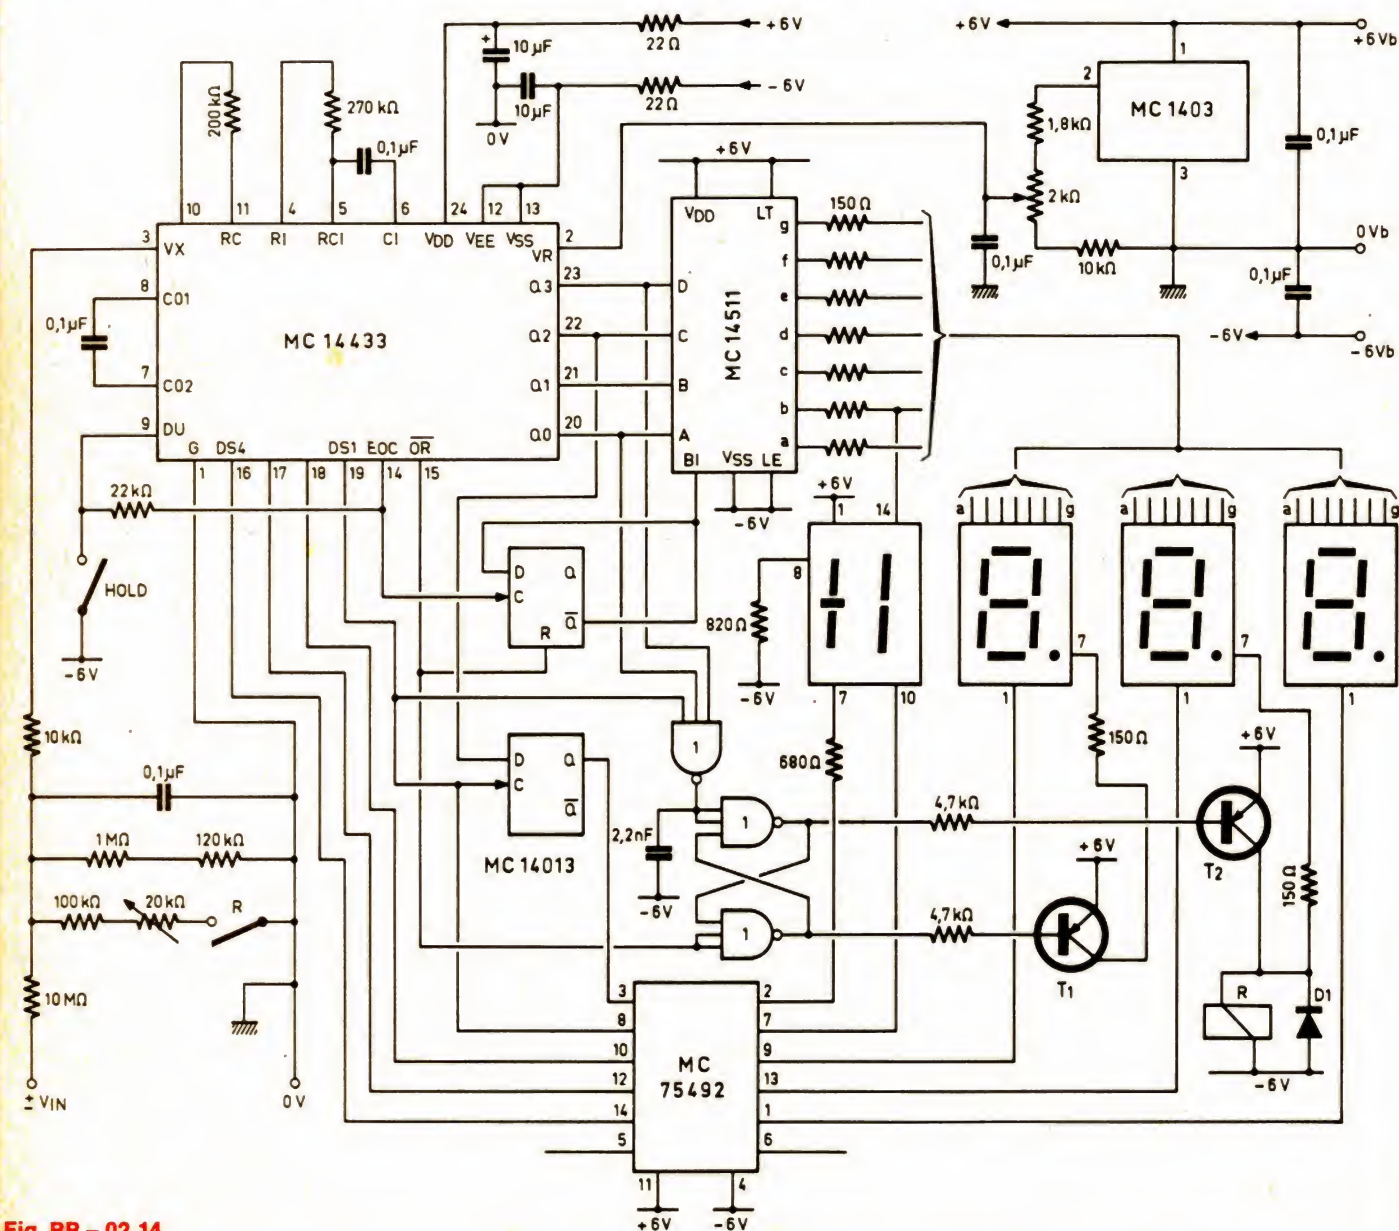 +6V
22Ω
+
10µF
-6V
22Ω
10µF
0V
+6V
+6Vb
1
2
MC 1403
3
1,8kΩ
2kΩ
10kΩ
0,1µF
0,1µF
0Vb
0,1µF
-6V
-6Vb
200kΩ
270kΩ
0,1µF
10
11
4
5
6
24
12
13
RC
RI
RCI
CI
VDD
VEE
VSS
3
VX
8
C01
0,1µF
7
C02
9
DU
MC 14433
2
VR
23
Q3
22
Q2
21
Q1
20
Q0
G
DS4
DS1
EOC
OR
1
16
17
18
19
14
15
+6V
VDD
LT
D
C
B
A
MC14511
g
f
e
d
c
b
a
150Ω
BI
VSS
LE
-6V
22kΩ
HOLD
-6V
D
Q
C
Q
R
D
Q
C
Q
MC 14013
+6V
1
14
8
820Ω
-6V
7
10
680Ω
a
g
7
1
150Ω
a
g
7
1
a
g
1
1
1
1
2,2nF
-6V
4,7kΩ
4,7kΩ
+6V
T1
+6V
T2
150Ω
R
D1
-6V
10kΩ
0,1µF
1MΩ
120kΩ
100kΩ
20kΩ
R
10MΩ
± VIN
0V
3
8
10
12
14
5
MC
75492
2
7
9
13
1
6
11
4
+6V
-6V
Fig. RP – 02.14